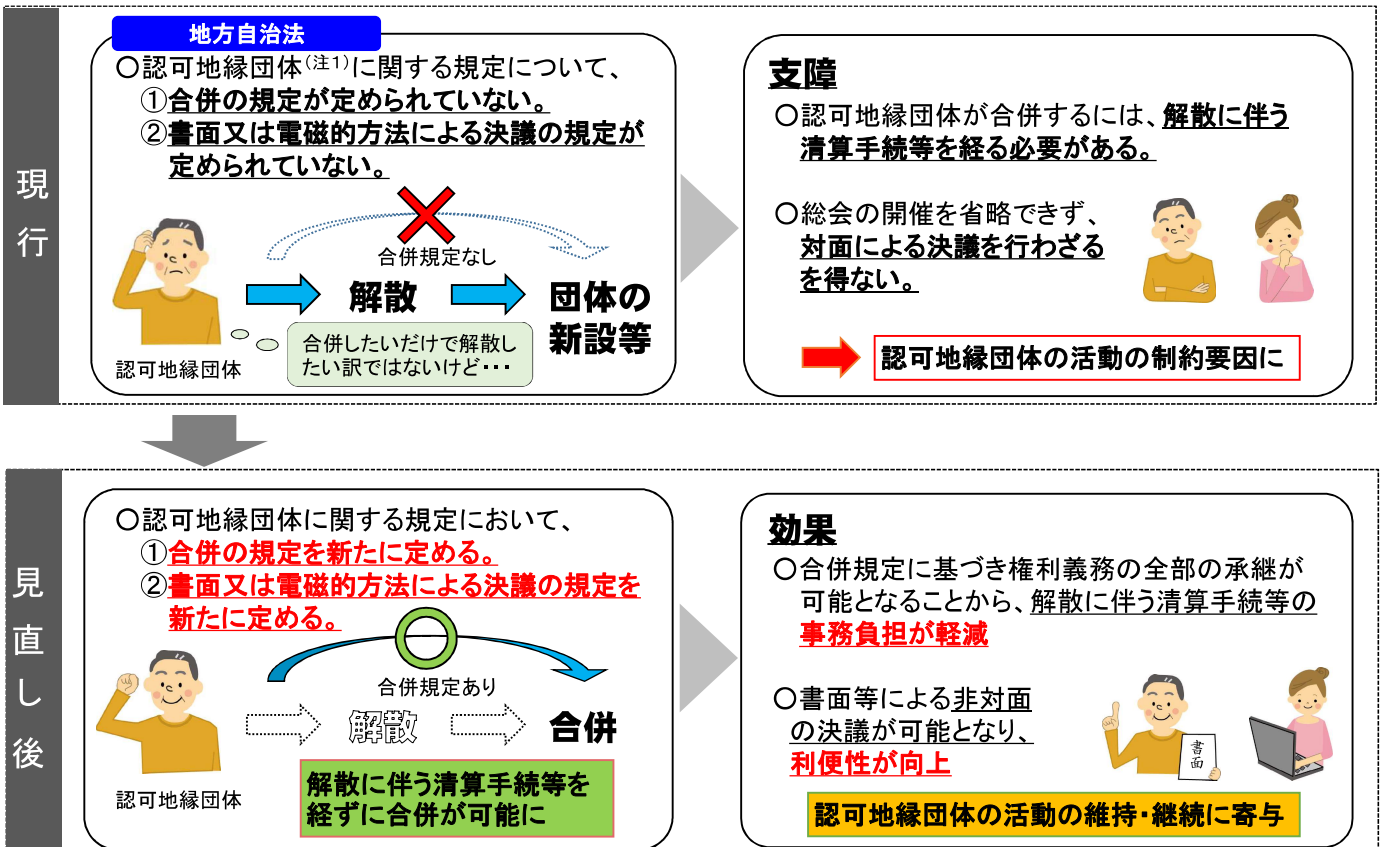 現行
地方自治法
〇認可地縁団体(注1)に関する規定について、
①合併の規定が定められていない。
②書面又は電磁的方法による決議の規定が
定められていない。
合併規定なし
解散
団体の
新設等
認可地縁団体
合併したいだけで解散し
たい訳ではないけど・・・
支障
〇認可地縁団体が合併するには、解散に伴う
清算手続等を経る必要がある。
〇総会の開催を省略できず、
対面による決議を行わざる
を得ない。
認可地縁団体の活動の制約要因に
見直し後
〇認可地縁団体に関する規定において、
①合併の規定を新たに定める。
②書面又は電磁的方法による決議の規定を
新たに定める。
合併規定あり
解散
合併
認可地縁団体
解散に伴う清算手続等を
経ずに合併が可能に
効果
〇合併規定に基づき権利義務の全部の承継が
可能となることから、解散に伴う清算手続等の
事務負担が軽減
〇書面等による非対面
の決議が可能となり、
利便性が向上
書面
認可地縁団体の活動の維持・継続に寄与